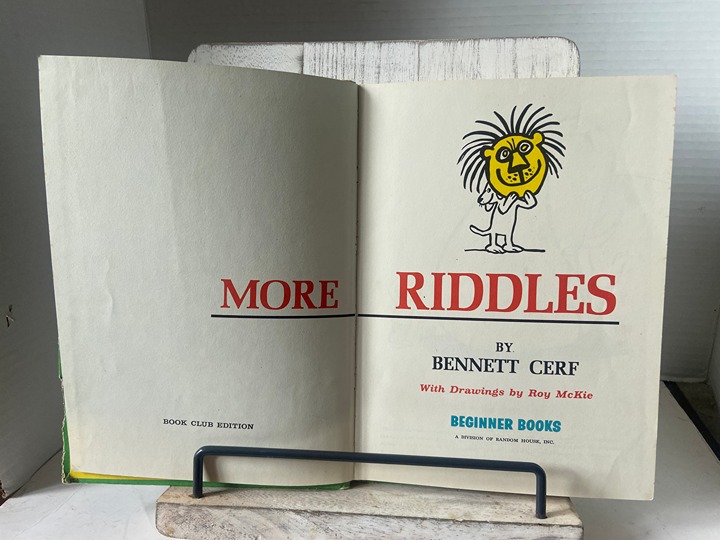 MORE RIDDLES
BY
BENNETT CERF
With Drawings by Roy McKie
BOOK CLUB EDITION
BEGINNER BOOKS
A DIVISION OF RANDOM HOUSE, INC.